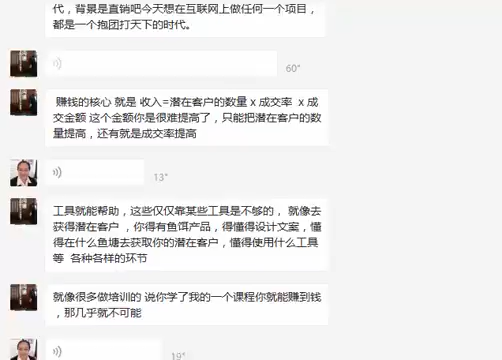 代，背景是直销吧今天想在互联网上做任何一个项目，
都是一个抱团打天下的时代。
60"
赚钱的核心 就是 收入=潜在客户的数量 x 成交率  x 成
交金额 这个金额你是很难提高了，只能把潜在客户的数
量提高，还有就是成交率提高
13"
工具就能帮助，这些仅仅靠某些工具是不够的， 就像去
获得潜在客户 ，你得有鱼饵产品，得懂得设计文案，懂
得在什么鱼塘去获取你的潜在客户，懂得使用什么工具
等  各种各样的环节
就像很多做培训的 说你学了我的一个课程你就能赚到钱
，那几乎就不可能
19"